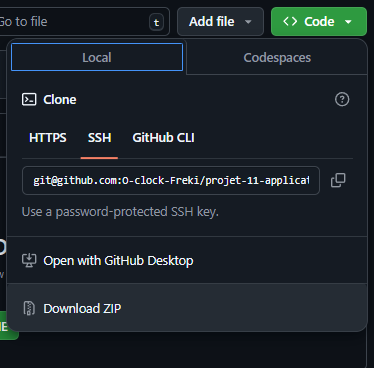 Go to file t Add file Code
Local Codespaces
Clone
HTTPS SSH GitHub CLI
git@github.com:O-clock-Freki/projet-11-applicat
Use a password-protected SSH key.
Open with GitHub Desktop
Download ZIP